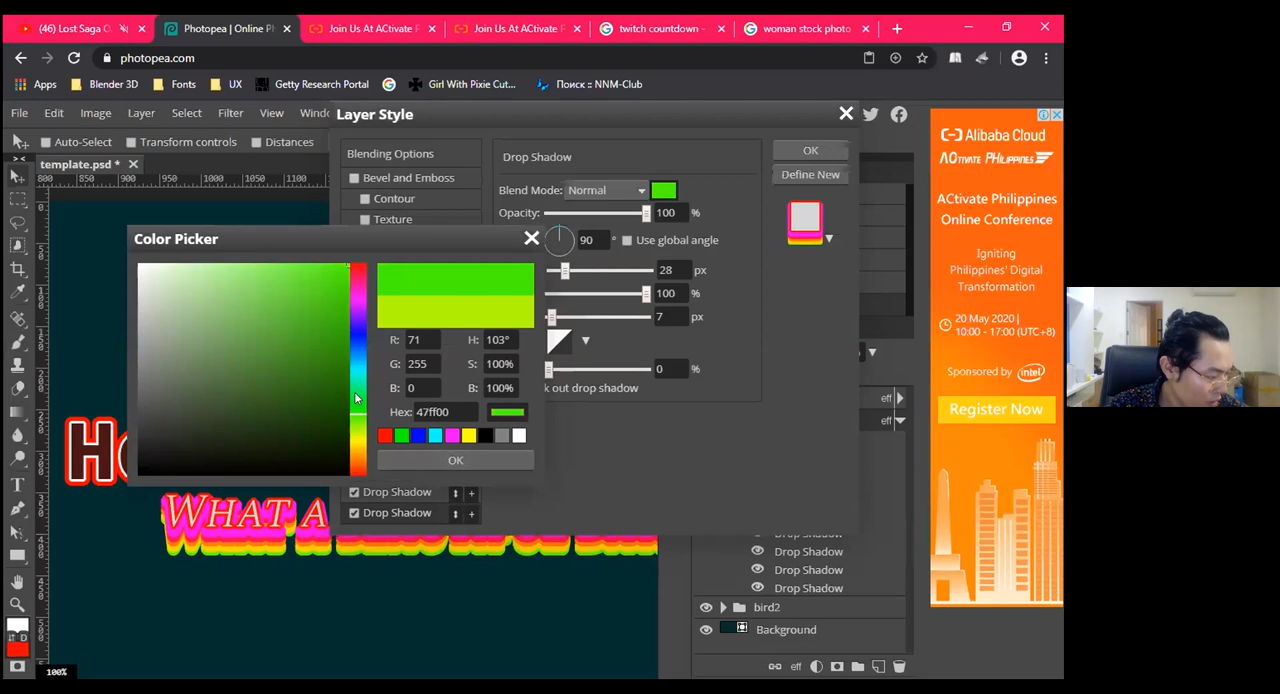 (46) Lost Saga O
Photopea | Online Ph
Join Us At ACtivate F
Join Us At ACtivate F
twitch countdown -
woman stock photo
photopea.com
Apps
Blender 3D
Fonts
UX
Getty Research Portal
Girl With Pixie Cut...
Поиск :: NNM-Club
File Edit Image Layer Select Filter View Windo
Layer Style
Auto-Select Transform controls Distances
Blending Options
Drop Shadow
OK
template.psd *
Bevel and Emboss
Blend Mode: Normal
Define New
800 850 900 950 1000 1050 1100
Contour
Opacity: 100 %
Texture
Color Picker
90 ° Use global angle
28 px
100 %
7 px
R: 71 H: 103°
G: 255 S: 100%
0 %
B: 0 B: 100%
k out drop shadow
eff
Hex: 47ff00
eff
OK
HO
Drop Shadow
WHAT A
Drop Shadow
Drop Shadow
Drop Shadow
Drop Shadow
bird2
Background
eff
100%
Alibaba Cloud
ACtivate PHILIPPINES
ACtivate Philippines
Online Conference
Igniting
Philippines' Digital
Transformation
20 May 2020 |
10:00 - 17:00 (UTC+8)
Sponsored by intel
Register Now